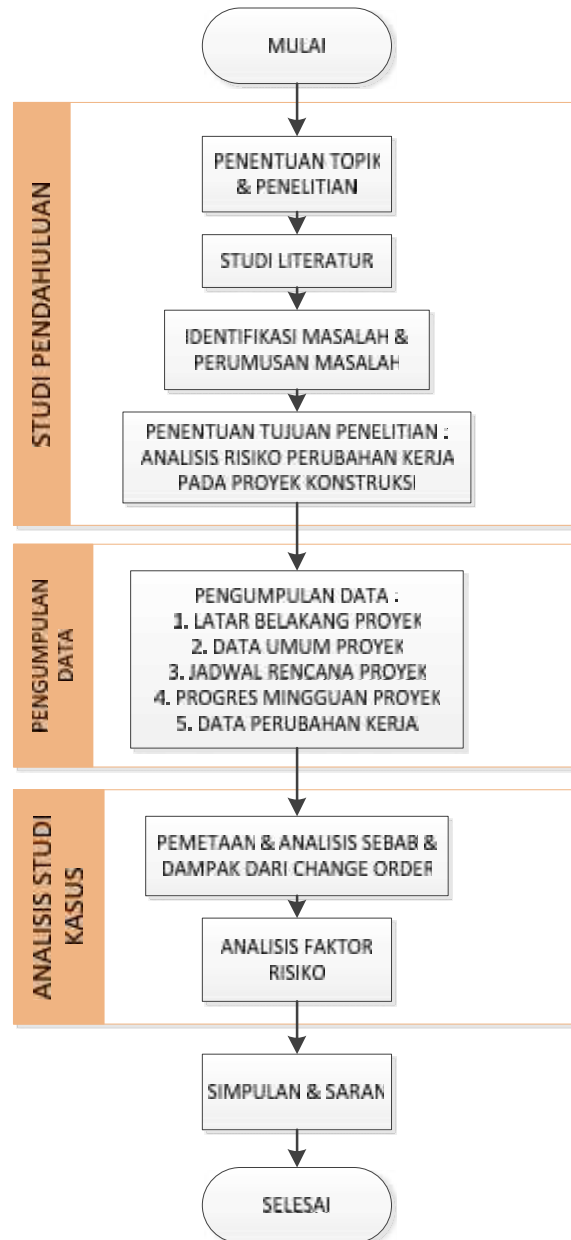 MULAI
STUDI PENDAHULUAN
PENENTUAN TOPIK
& PENELITIAN
STUDI LITERATUR
IDENTIFIKASI MASALAH &
PERUMUSAN MASALAH
PENENTUAN TUJUAN PENELITIAN :
ANALISIS RISIKO PERUBAHAN KERJA
PADA PROYEK KONSTRUKSI
PENGUMPULAN
DATA
PENGUMPULAN DATA :
1. LATAR BELAKANG PROYEK
2. DATA UMUM PROYEK
3. JADWAL RENCANA PROYEK
4. PROGRES MINGGUAN PROYEK
5. DATA PERUBAHAN KERJA
ANALISIS STUDI
KASUS
PEMETAAN & ANALISIS SEBAB &
DAMPAK DARI CHANGE ORDER
ANALISIS FAKTOR
RISIKO
SIMPULAN & SARAN
SELESAI